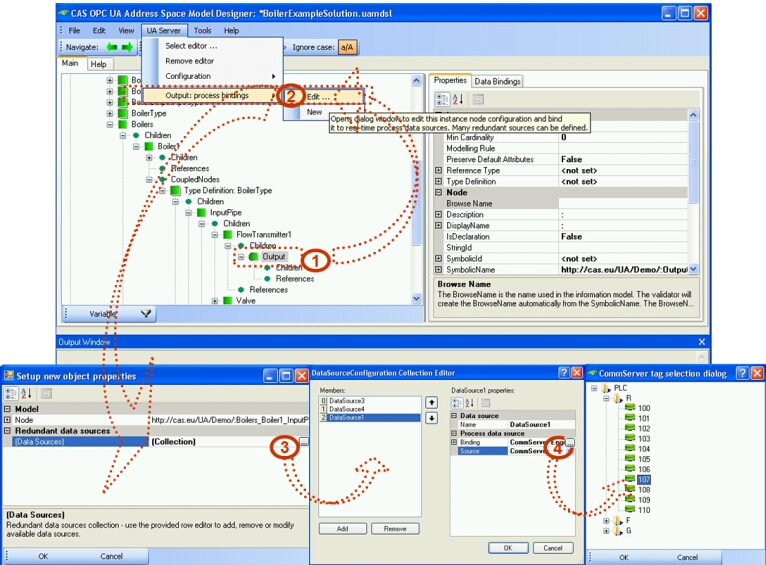 CAS OPC UA Address Space Model Designer: *BoilerExampleSolution.uamdsl
File Edit View UA Server Tools Help
Navigate: Ignore case: a/A
Select editor ...
Remove editor
Configuration
Output: process bindings
2
Edit ...
New
Opens dialog window to edit this instance node configuration and bind
it to real-time process data sources. Many redundant sources can be defined.
Main Help
BoilerType
Boilers
Children
Boiler1
Children
References
CoupledNodes
Type Definition: BoilerType
Children
InputPipe
Children
FlowTransmitter1
Children
Output
1
Children
References
References
Valve
Variable
Properties Data Bindings
Min Cardinality 0
Modelling Rule
Preserve Default Attributes False
Reference Type <not set>
Type Definition <not set>
Node
Browse Name
Description :
DisplayName :
IsDeclaration False
StringId
SymbolicId <not set>
SymbolicName http://cas.eu/UA/Demo/:Output
Browse Name
The BrowseName is the name used in the information model. The validator will
create the BrowseName automatically from the SymbolicName. The BrowseN...
Output Window
Setup new object properties
Model
Node http://cas.eu/UA/Demo/:Boilers_Boiler1_InputP
Redundant data sources
(Data Sources) (Collection) ...
3
(Data Sources)
Redundant data sources collection - use the provided row editor to add, remove or modify
available data sources.
OK Cancel
DataSourceConfiguration Collection Editor
Members:
0 DataSource3
1 DataSource4
2 DataSource1
Add Remove
DataSource1 properties:
Data source
Name DataSource1
Process data source
Binding CommServer ...
Source CommServer
4
OK Cancel
CommServer tag selection dialog
PLC
R
100
101
102
103
104
105
106
107
108
109
110
F
G
OK Cancel